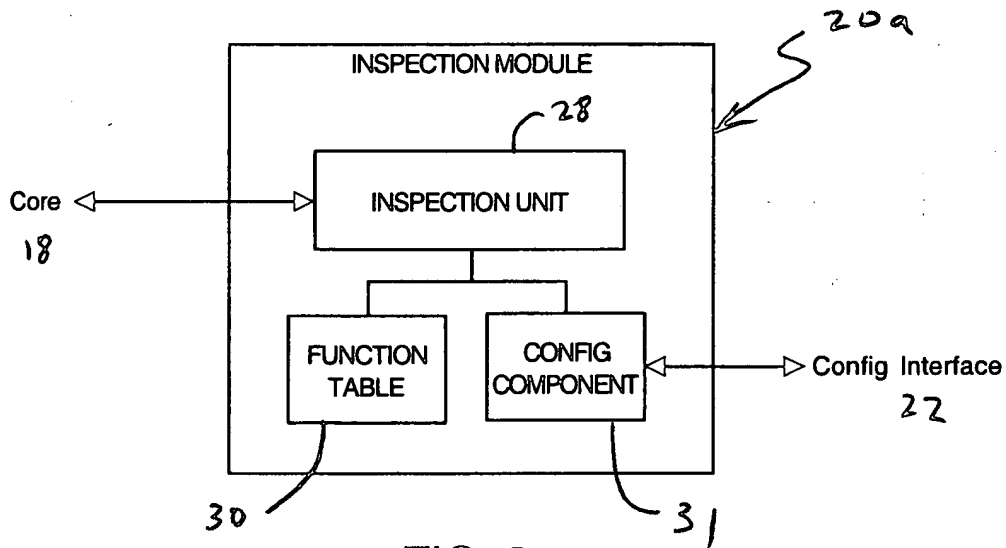 20a
INSPECTION MODULE
28
INSPECTION UNIT
Core
18
FUNCTION
TABLE
CONFIG
COMPONENT
Config Interface
22
30
31